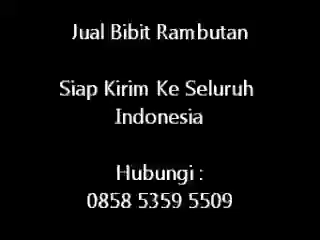 Jual Bibit Rambutan
Siap Kirim Ke Seluruh
Indonesia
Hubungi :
0858 5359 5509